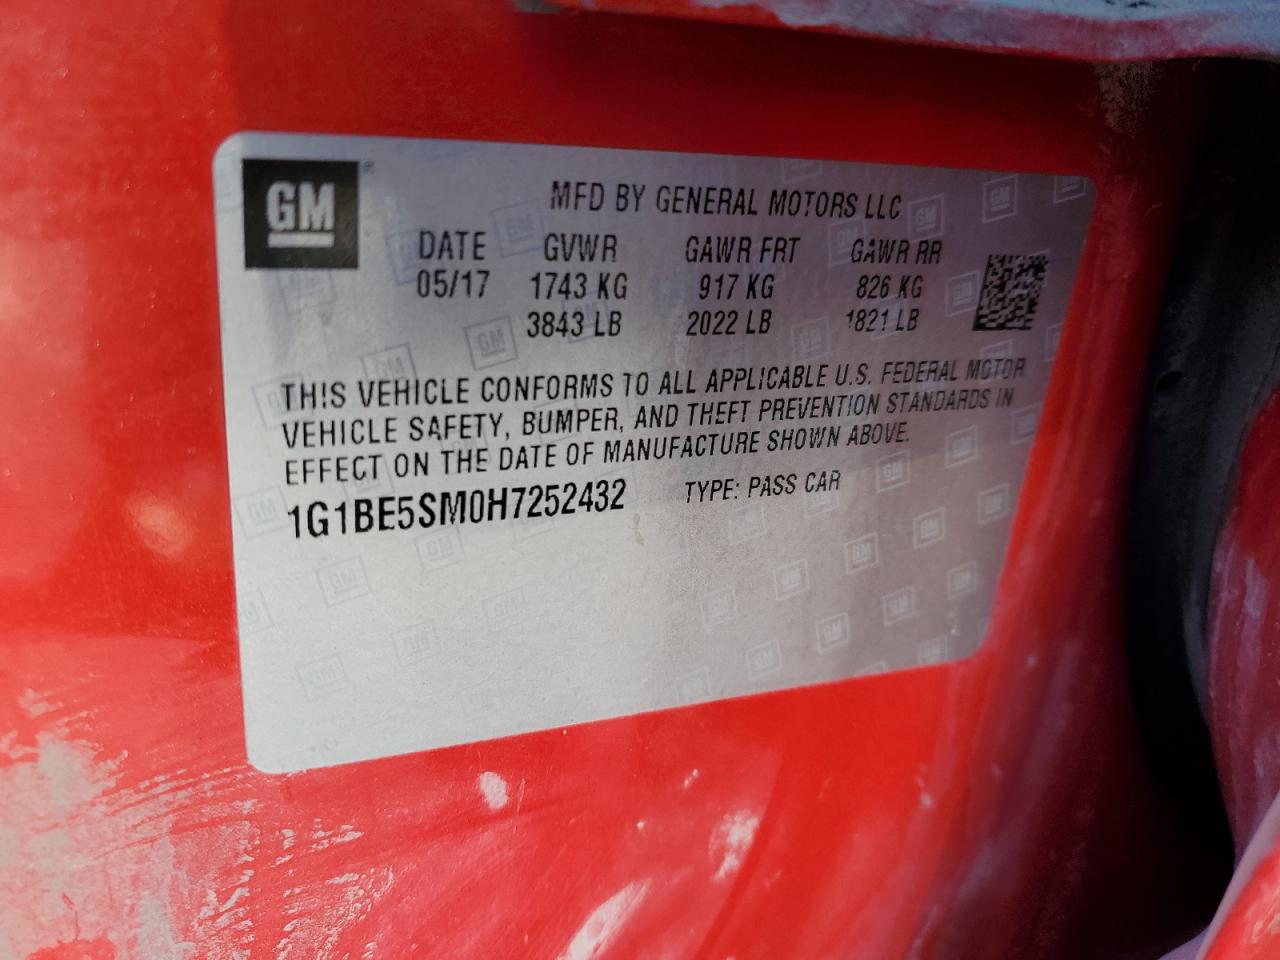 GM
MFD BY GENERAL MOTORS LLC
DATE GVWR GAWR FRT GAWR RR
05/17 1743 KG 917 KG 826 KG
3843 LB 2022 LB 1821 LB
THIS VEHICLE CONFORMS TO ALL APPLICABLE U.S. FEDERAL MOTOR
VEHICLE SAFETY, BUMPER, AND THEFT PREVENTION STANDARDS IN
EFFECT ON THE DATE OF MANUFACTURE SHOWN ABOVE.
1G1BE5SM0H7252432 TYPE: PASS CAR